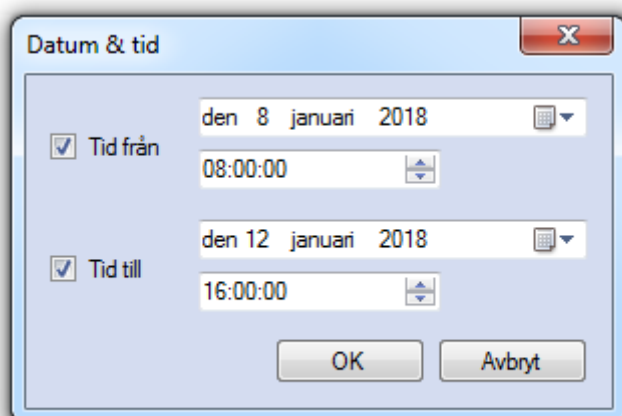 Datum & tid
den 8 januari 2018
Tid från
08:00:00
den 12 januari 2018
Tid till
16:00:00
OK Avbryt